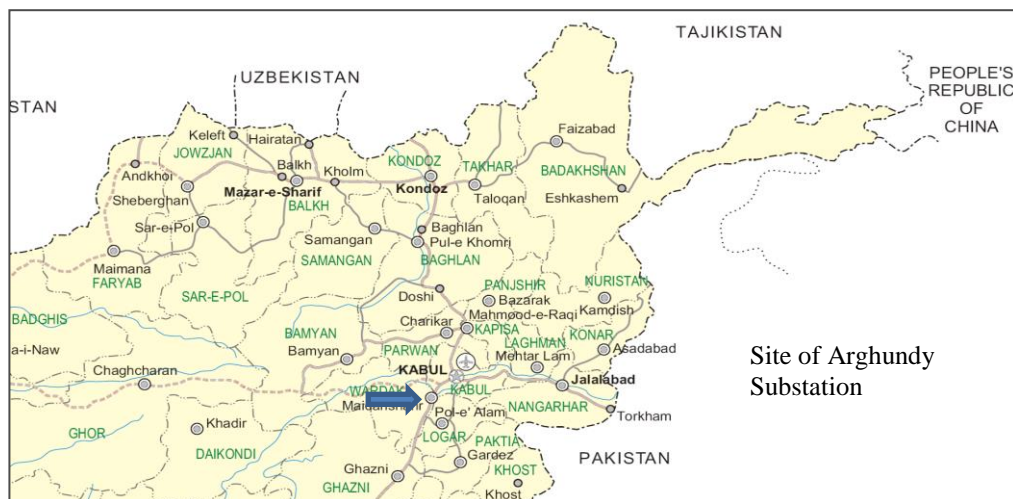 TAJIKISTAN
UZBEKISTAN
PEOPLE'S
REPUBLIC
OF
CHINA
STAN
Keleft
Hairatan
Faizabad
JOWZJAN
KONDOZ
TAKHAR
BADAKHSHAN
Andkhoi
Balkh
Kholm
Mazar-e-Sharif
Kondoz
Taloqan
Eshkashem
Sheberghan
BALKH
Sar-e-Pol
Baghlan
Samangan
Pul-e Khomri
Maimana
SAMANGAN
BAGHLAN
FARYAB
PANJSHIR
NURISTAN
SAR-E-POL
Doshi
Bazarak
Kamdish
BADGHIS
Mahmood-e-Raqi
Charikar
KAPISA
BAMYAN
LAGHMAN
KONAR
a-i-Naw
Bamyan
PARWAN
Mehtar Lam
Asadabad
Site of Arghundy
Substation
KABUL
Chaghcharan
Jalalabad
KABUL
NANGARHAR
Pol-e' Alam
Torkham
Khadir
GHOR
LOGAR
PAKTIA
DAIKONDI
Gardez
PAKISTAN
Ghazni
KHOST
GHAZNI
Khost